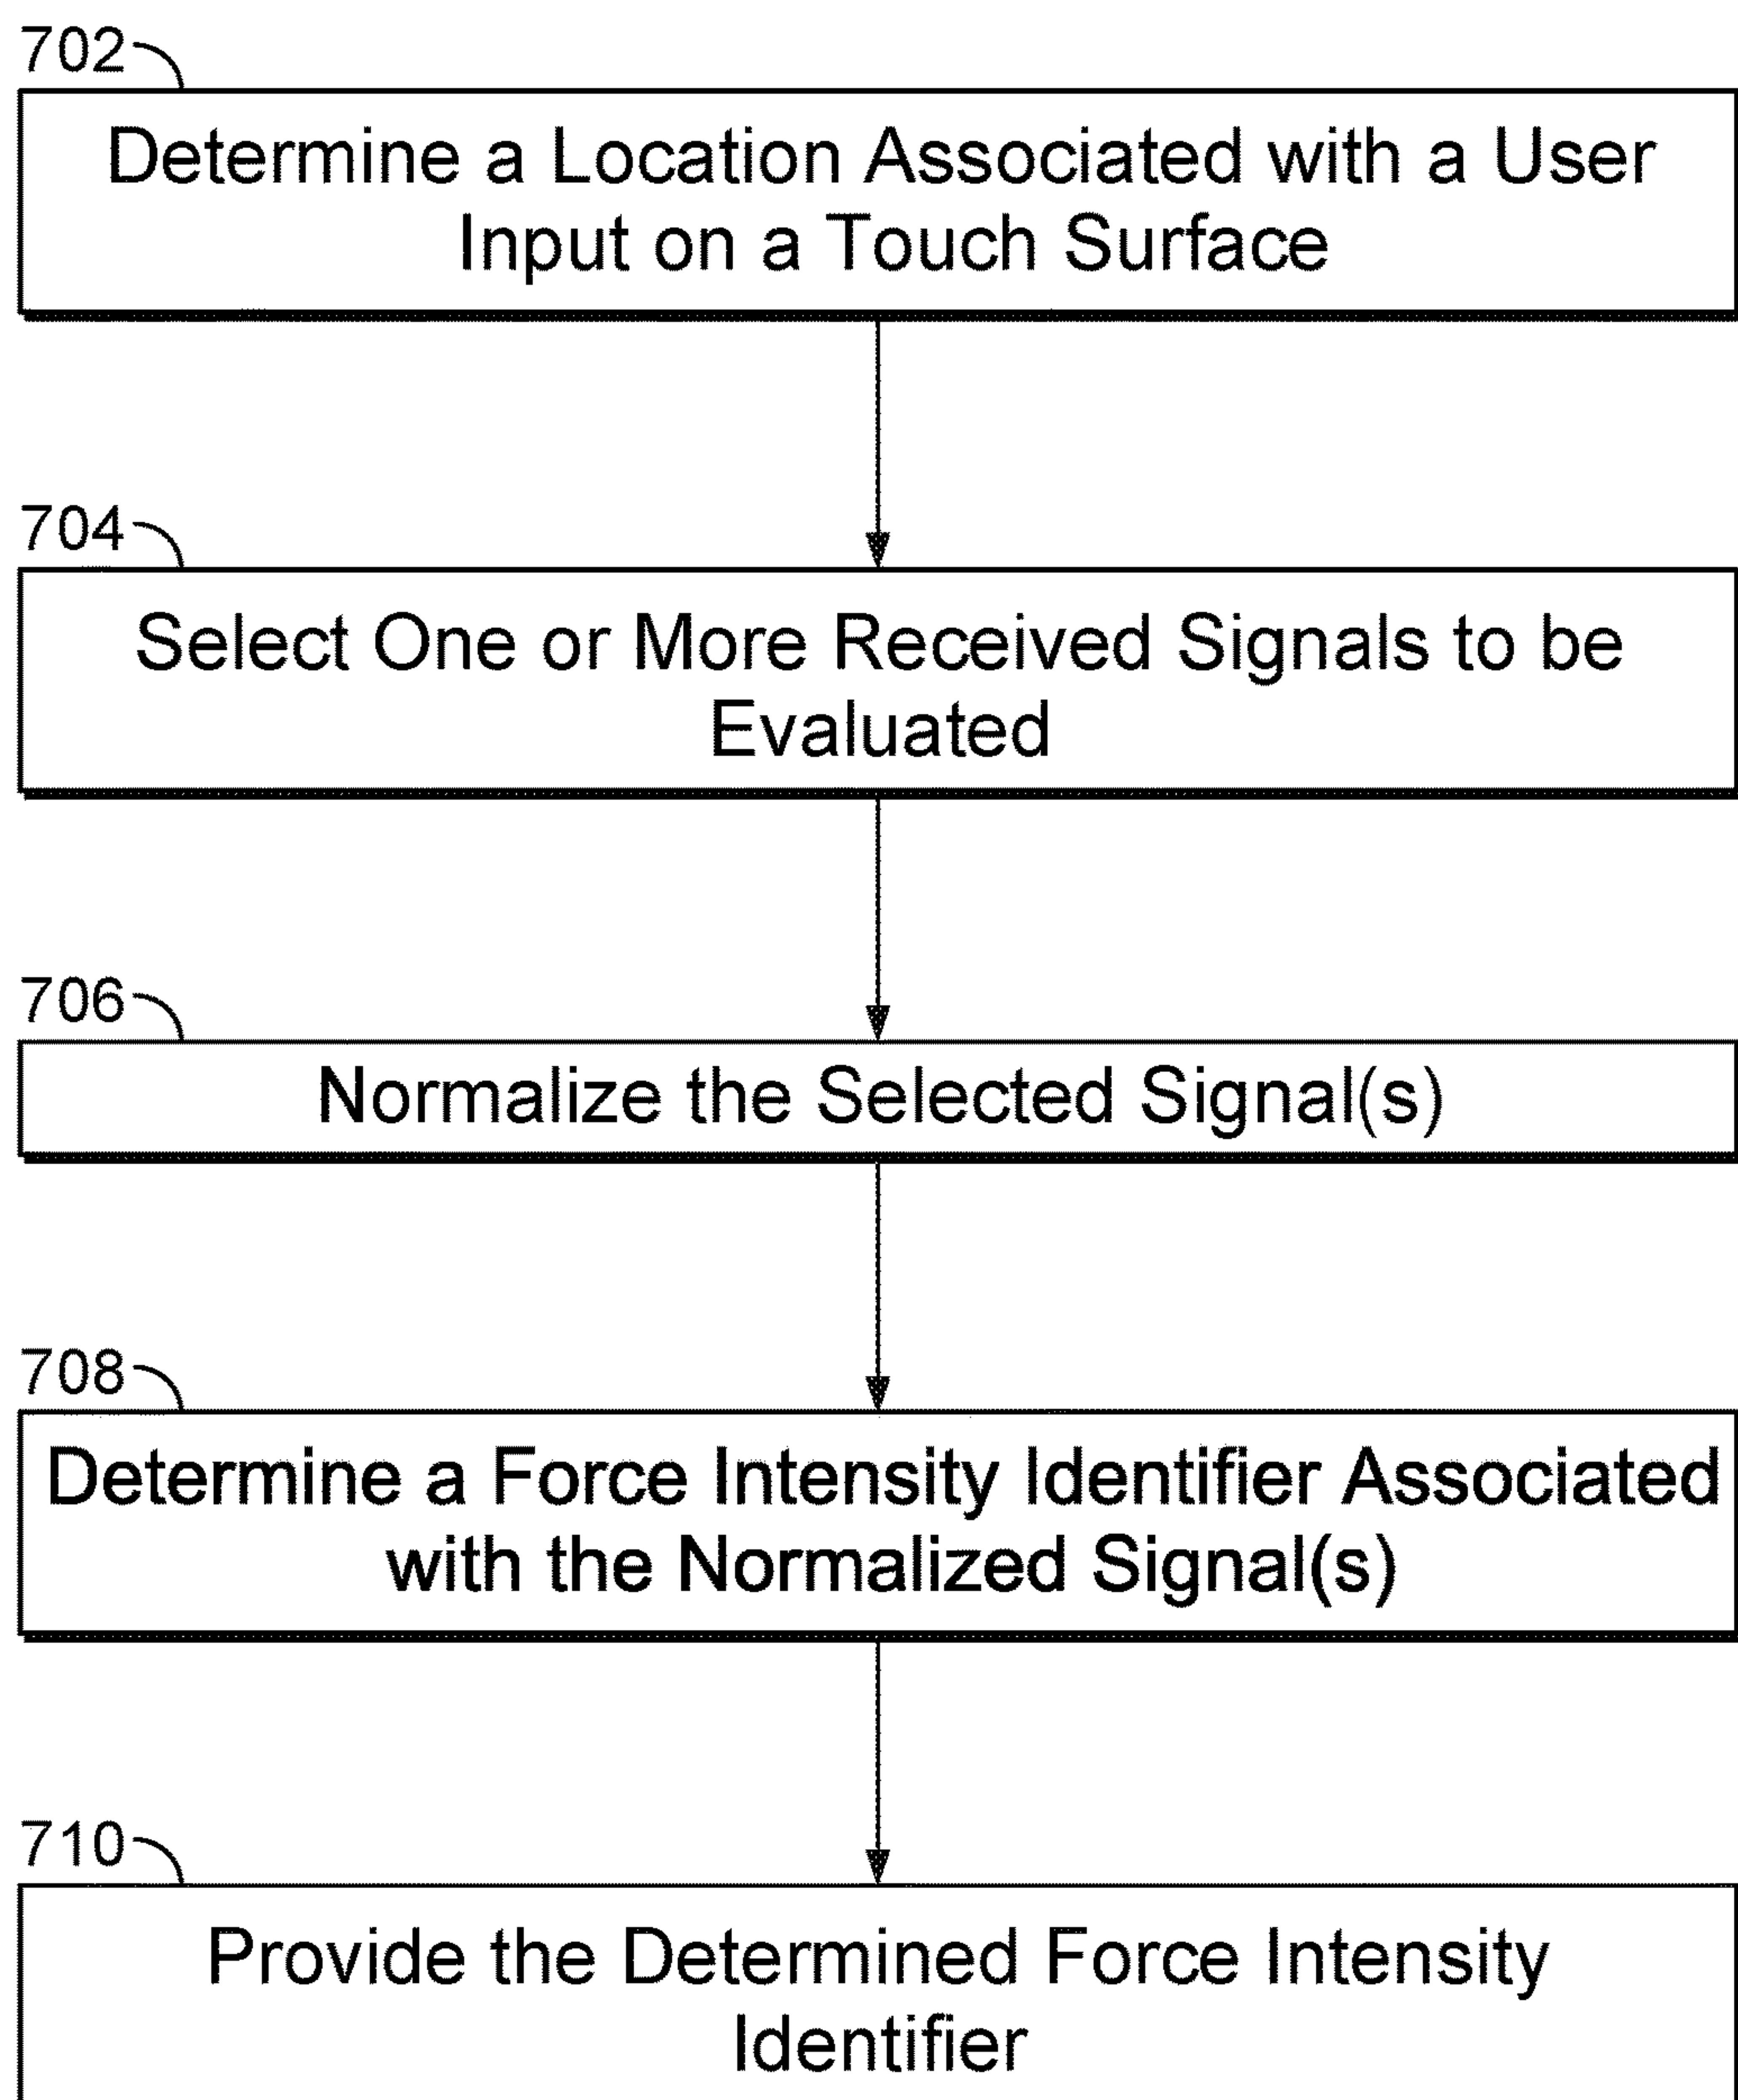 702
Determine a Location Associated with a User
Input on a Touch Surface
704
Select One or More Received Signals to be
Evaluated
706
Normalize the Selected Signal(s)
708
Determine a Force Intensity Identifier Associated
with the Normalized Signal(s)
710
Provide the Determined Force Intensity
Identifier